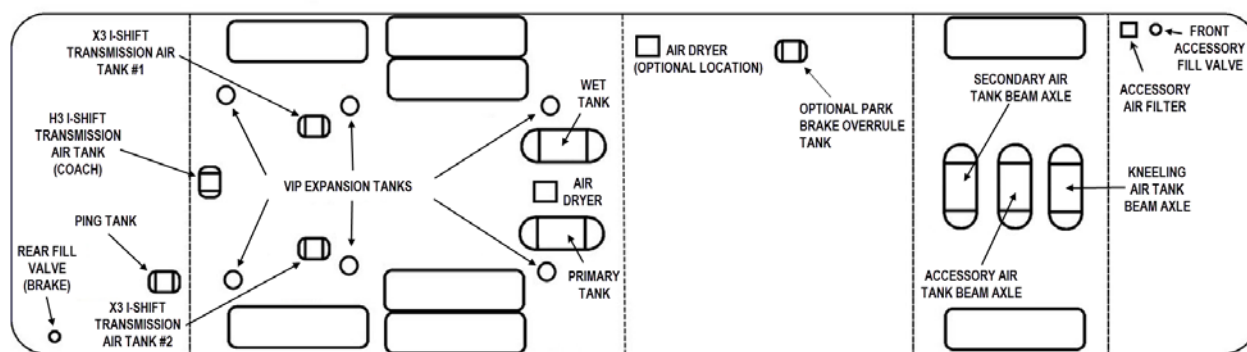 X3 I-SHIFT
TRANSMISSION AIR
TANK #1
H3 I-SHIFT
TRANSMISSION
AIR TANK
(COACH)
PING TANK
REAR FILL
VALVE
(BRAKE)
X3 I-SHIFT
TRANSMISSION
AIR TANK #2
VIP EXPANSION TANKS
WET
TANK
AIR
DRYER
PRIMARY
TANK
AIR DRYER
(OPTIONAL LOCATION)
OPTIONAL PARK
BRAKE OVERRULE
TANK
SECONDARY AIR
TANK BEAM AXLE
ACCESSORY AIR
TANK BEAM AXLE
FRONT
ACCESSORY
FILL VALVE
ACCESSORY
AIR FILTER
KNEELING
AIR TANK
BEAM AXLE